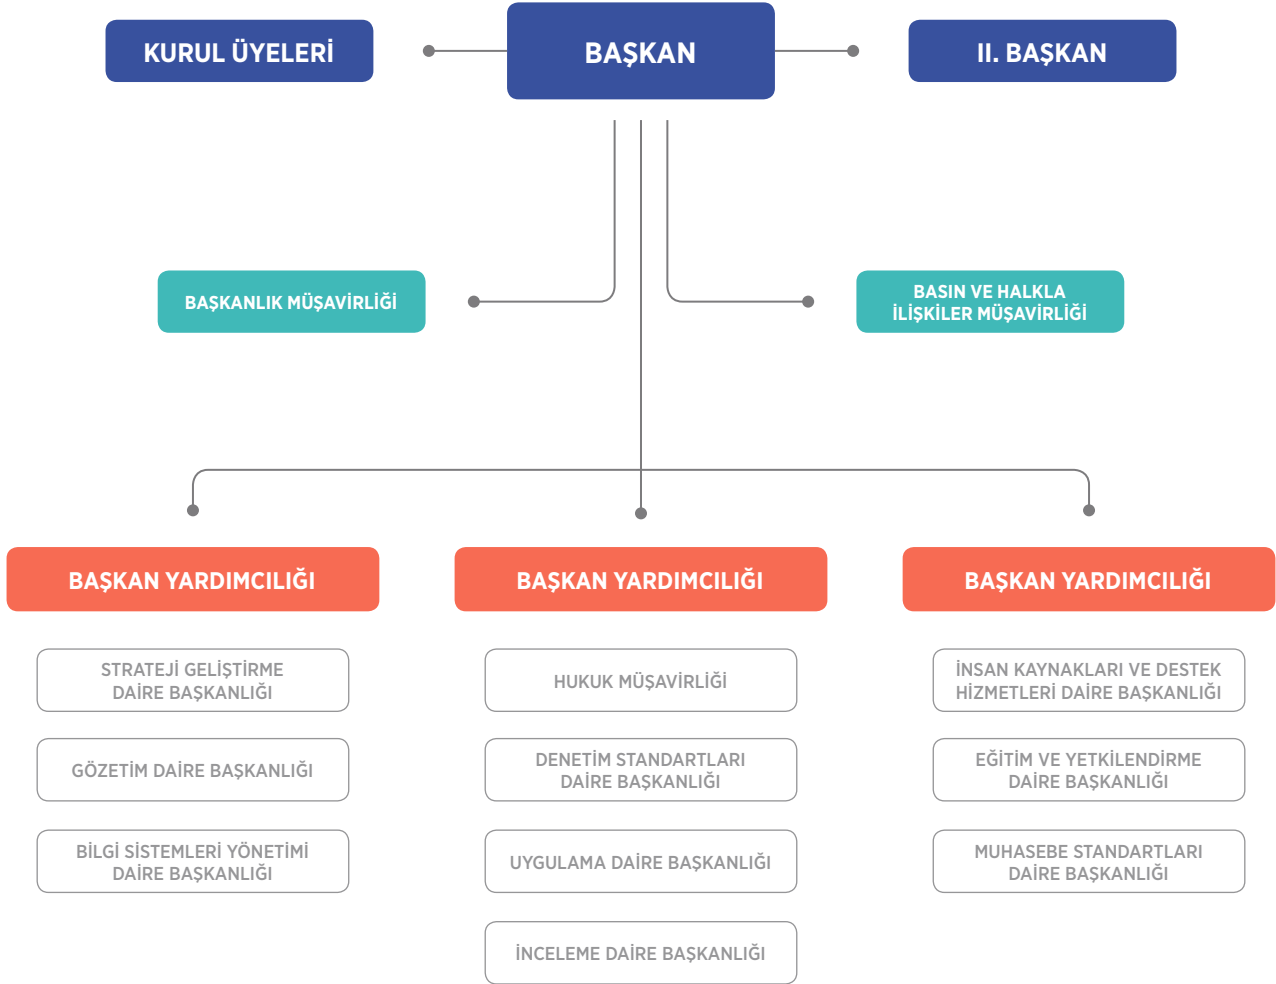 KURUL ÜYELERİ
BAŞKAN
II. BAŞKAN
BAŞKANLIK MÜŞAVİRLİĞİ
BASIN VE HALKLA
İLİŞKİLER MÜŞAVİRLİĞİ
BAŞKAN YARDIMCILIĞI
STRATEJİ GELİŞTİRME
DAİRE BAŞKANLIĞI
GÖZETİM DAİRE BAŞKANLIĞI
BİLGİ SİSTEMLERİ YÖNETİMİ
DAİRE BAŞKANLIĞI
BAŞKAN YARDIMCILIĞI
HUKUK MÜŞAVİRLİĞİ
DENETİM STANDARTLARI
DAİRE BAŞKANLIĞI
UYGULAMA DAİRE BAŞKANLIĞI
İNCELEME DAİRE BAŞKANLIĞI
BAŞKAN YARDIMCILIĞI
İNSAN KAYNAKLARI VE DESTEK
HİZMETLERİ DAİRE BAŞKANLIĞI
EĞİTİM VE YETKİLENDİRME
DAİRE BAŞKANLIĞI
MUHASEBE STANDARTLARI
DAİRE BAŞKANLIĞI